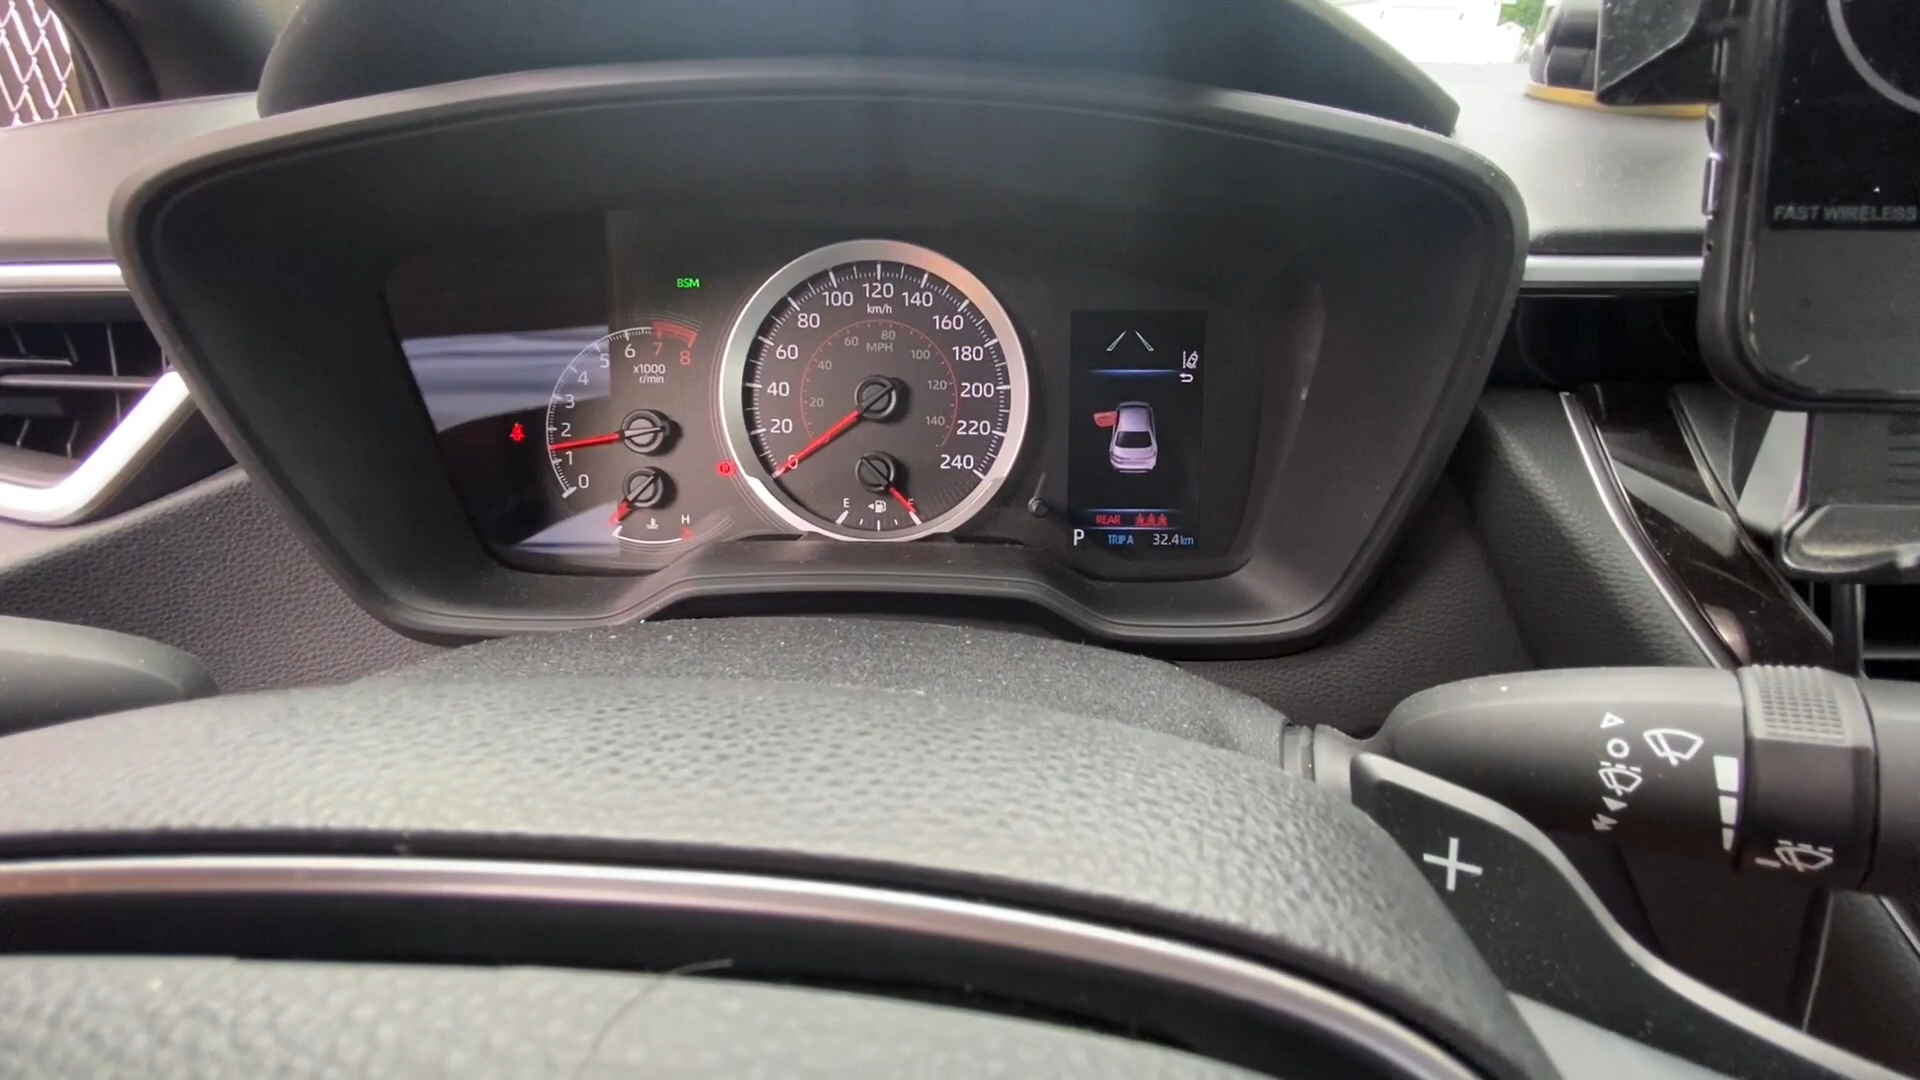 FAST WIRELESS
BSM
0 1 2 3 4 5 6 7 8
x1000
r/min
H
0 20 40 60 80 100 120 140 160 180 200 220 240
km/h
20 40 60 80 100 120 140
MPH
E F
P
REAR
P TRIP A 32.4 km